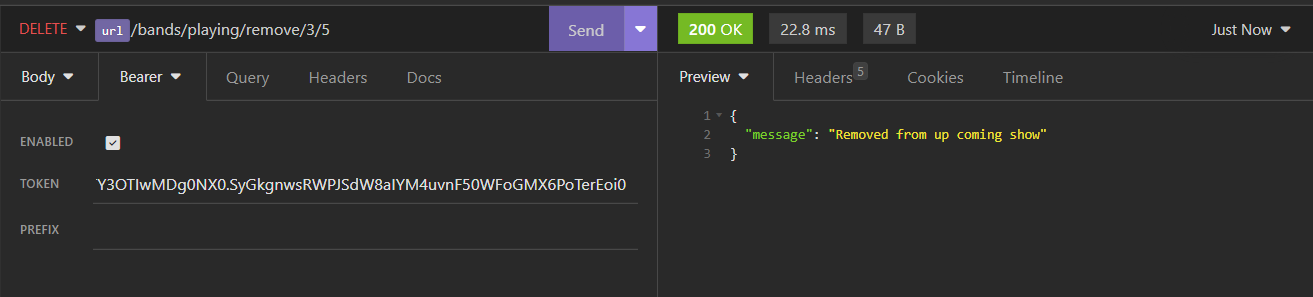 DELETE url/bands/playing/remove/3/5 Send 200 OK 22.8 ms 47 B Just Now
Body Bearer Query Headers Docs Preview Headers 5 Cookies Timeline
ENABLED
TOKEN Y3OTIwMDg0NX0.SyGkgnwsRWPJSdW8aIYM4uvnF50WFoGMX6PoTerEoi0
PREFIX
1 {
2 "message": "Removed from up coming show"
3 }